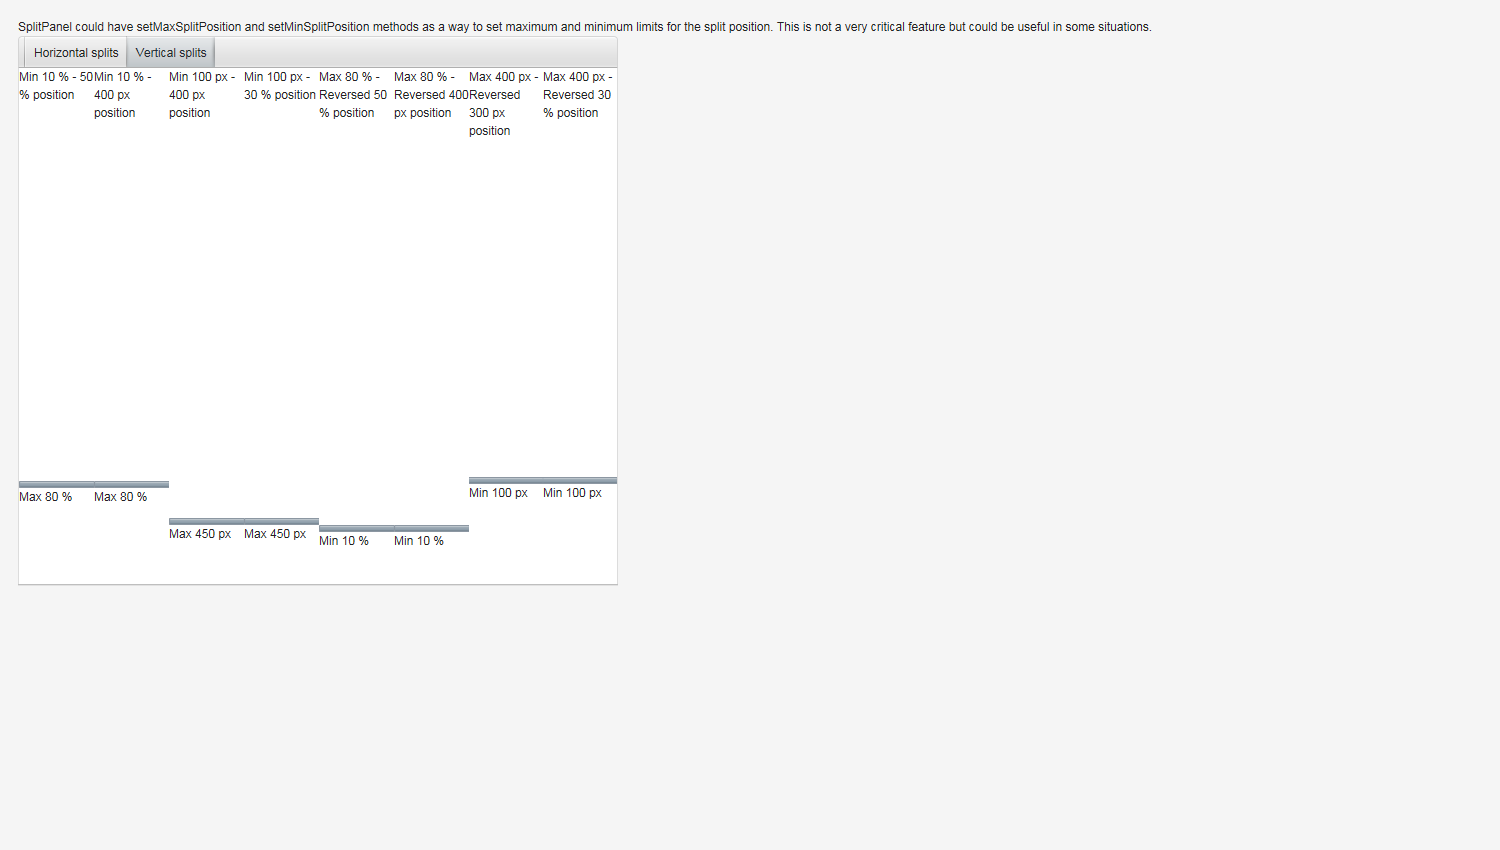 SplitPanel could have setMaxSplitPosition and setMinSplitPosition methods as a way to set maximum and minimum limits for the split position. This is not a very critical feature but could be useful in some situations.
Horizontal splits
Vertical splits
Min 10 % - 50
% position
Min 10 % -
400 px
position
Min 100 px -
400 px
position
Min 100 px -
30 % position
Max 80 % -
Reversed 50
% position
Max 80 % -
Reversed 400
px position
Max 400 px -
Reversed
300 px
position
Max 400 px -
Reversed 30
% position
Max 80 %
Max 80 %
Max 450 px
Max 450 px
Min 10 %
Min 10 %
Min 100 px
Min 100 px